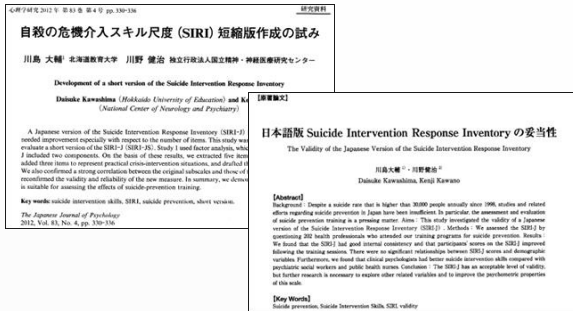 心理学研究 2012 年 第 83 巻 第 4 号 pp. 330-336
研究資料
自殺の危機介入スキル尺度 (SIRI) 短縮版作成の試み
川島 大輔¹ 北海道教育大学 川野 健治 独立行政法人国立精神・神経医療研究センター
Development of a short version of the Suicide Intervention Response Inventory
Daisuke Kawashima (Hokkaido University of Education) and Ke
(National Center of Neurology and Psychiatry)
A Japanese version of the Suicide Intervention Response Inventory (SIRI-J)
needed improvement especially with respect to the number of items. This study was
evaluate a short version of the SIRI-J (SIRI-JS). Study 1 used factor analysis, whic
J included two components. On the basis of these results, we extracted five item
added three items to represent practical crisis-intervention situations, and drafted t
We also confirmed a strong correlation between the original subscales and those of t
reconfirmed the validity and reliability of the new measure. In summary, we demon
is suitable for assessing the effects of suicide-prevention training.
Key words: suicide intervention skills, SIRI, suicide prevention, short version.
The Japanese Journal of Psychology
2012, Vol. 83, No. 4, pp. 330-336
【原著論文】
日本語版 Suicide Intervention Response Inventory の妥当性
The Validity of the Japanese Version of the Suicide Intervention Response Inventory
川島大輔 ・川野健治
Daisuke Kawashima, Kenji Kawano
【Abstract】
Background : Despite a suicide rate that is higher than 30,000 people annually since 1998, studies and related
efforts regarding suicide prevention in Japan have been insufficient. In particular, the assessment and evaluation
of suicide prevention training is a pressing matter. Aims : This study investigated the validity of a Japanese
version of the Suicide Intervention Response Inventory (SIRI-J) . Methods : We assessed the SIRI-J by
questioning 202 health professionals who attended our training programs for suicide prevention. Results :
We found that the SIRI-J had good internal consistency and that participants' scores on the SIRI-J improved
following the training sessions. There were no significant relationships between SIRI-J scores and demographic
variables. Furthermore, we found that clinical psychologists had better suicide intervention skills compared with
psychiatric social workers and public health nurses. Conclusion : The SIRI-J has an acceptable level of validity,
but further research is necessary to explore other related variables and to improve the psychometric properties
of this scale.
【Key Words】
Suicide prevention, Suicide Intervention Skills, SIRI, validity